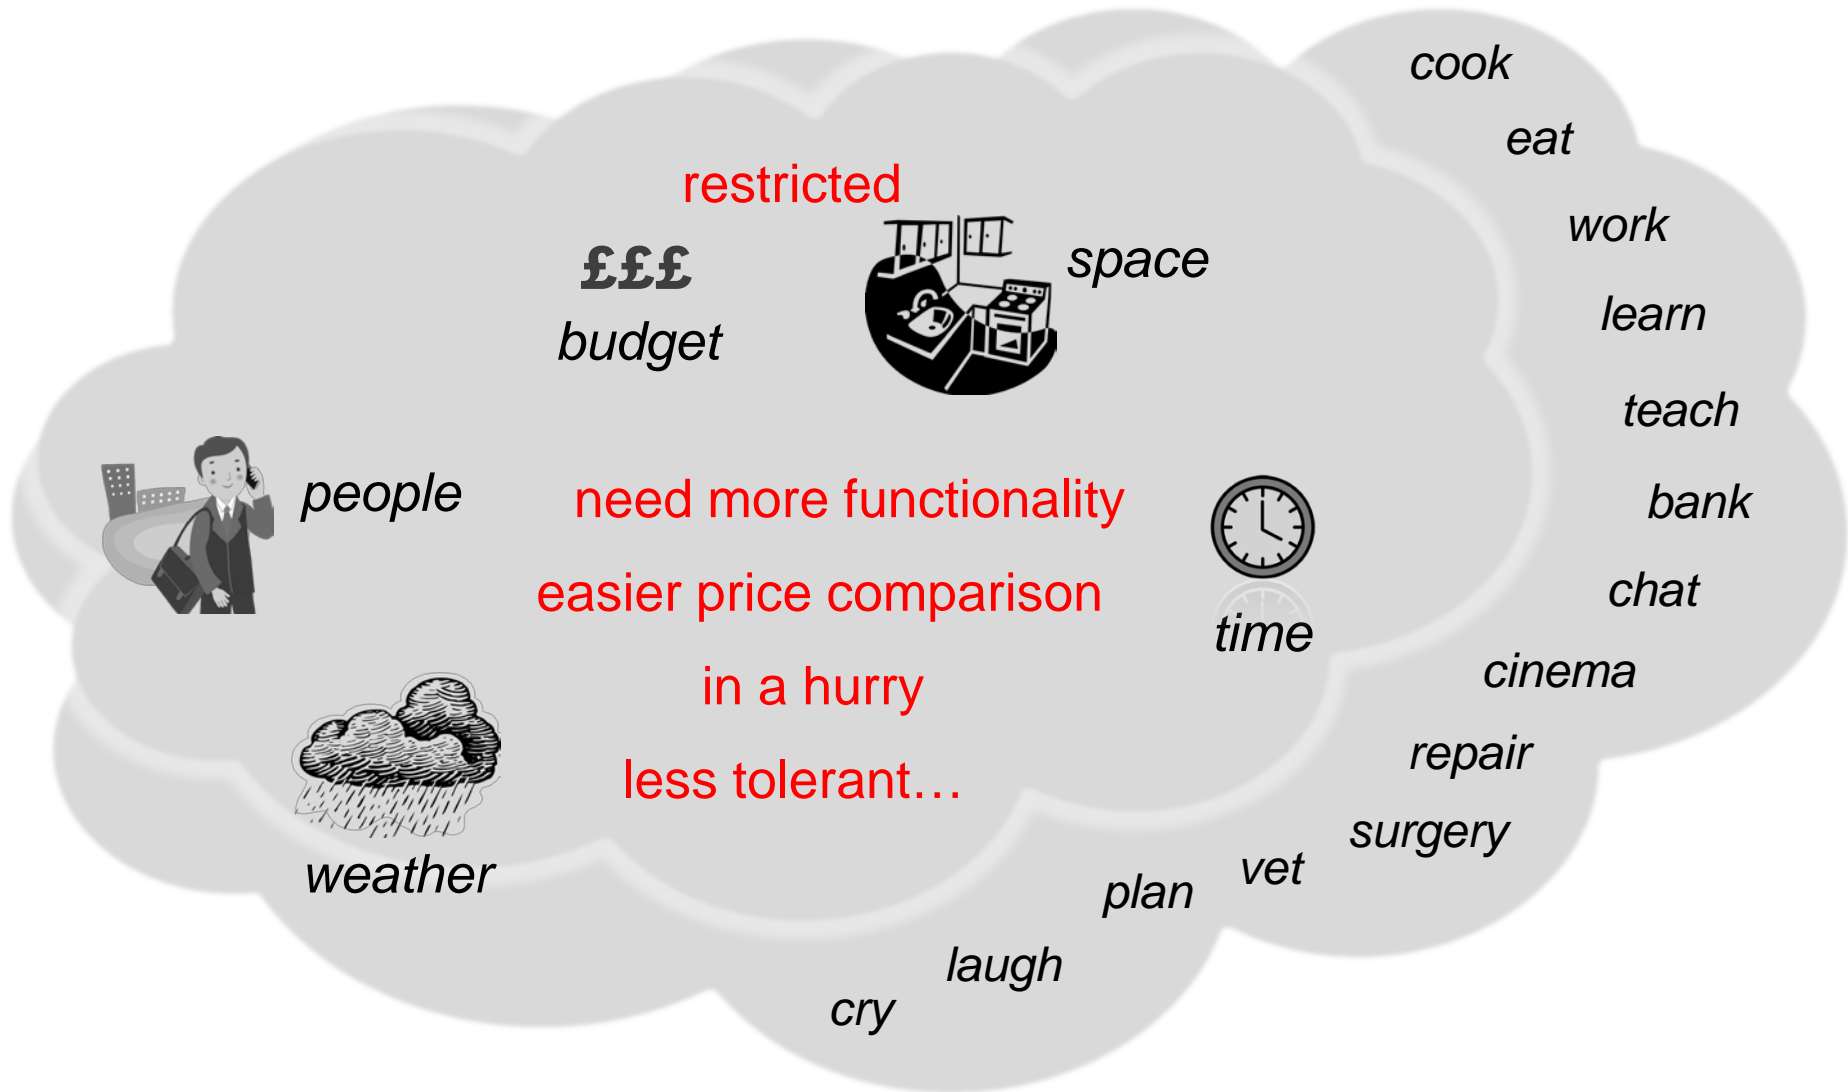 cook
eat
restricted
work
£££
space
learn
budget
teach
people
need more functionality
bank
easier price comparison
chat
time
cinema
in a hurry
repair
less tolerant…
surgery
weather
vet
plan
laugh
cry